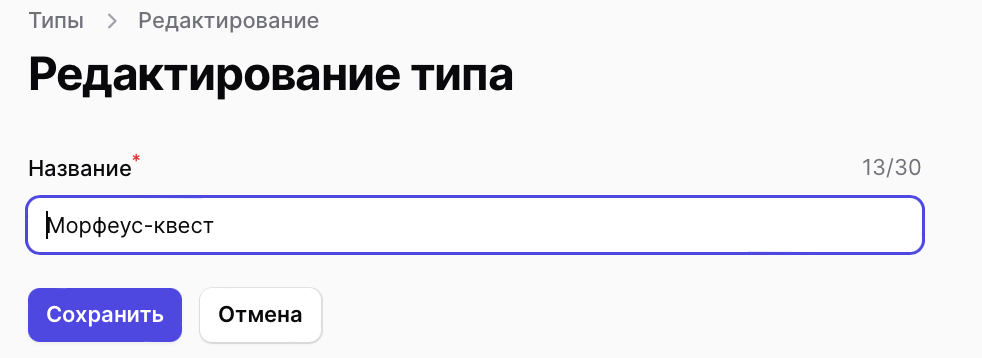 Типы > Редактирование
Редактирование типа
Название* 13/30
Морфеус-квест
Сохранить Отмена